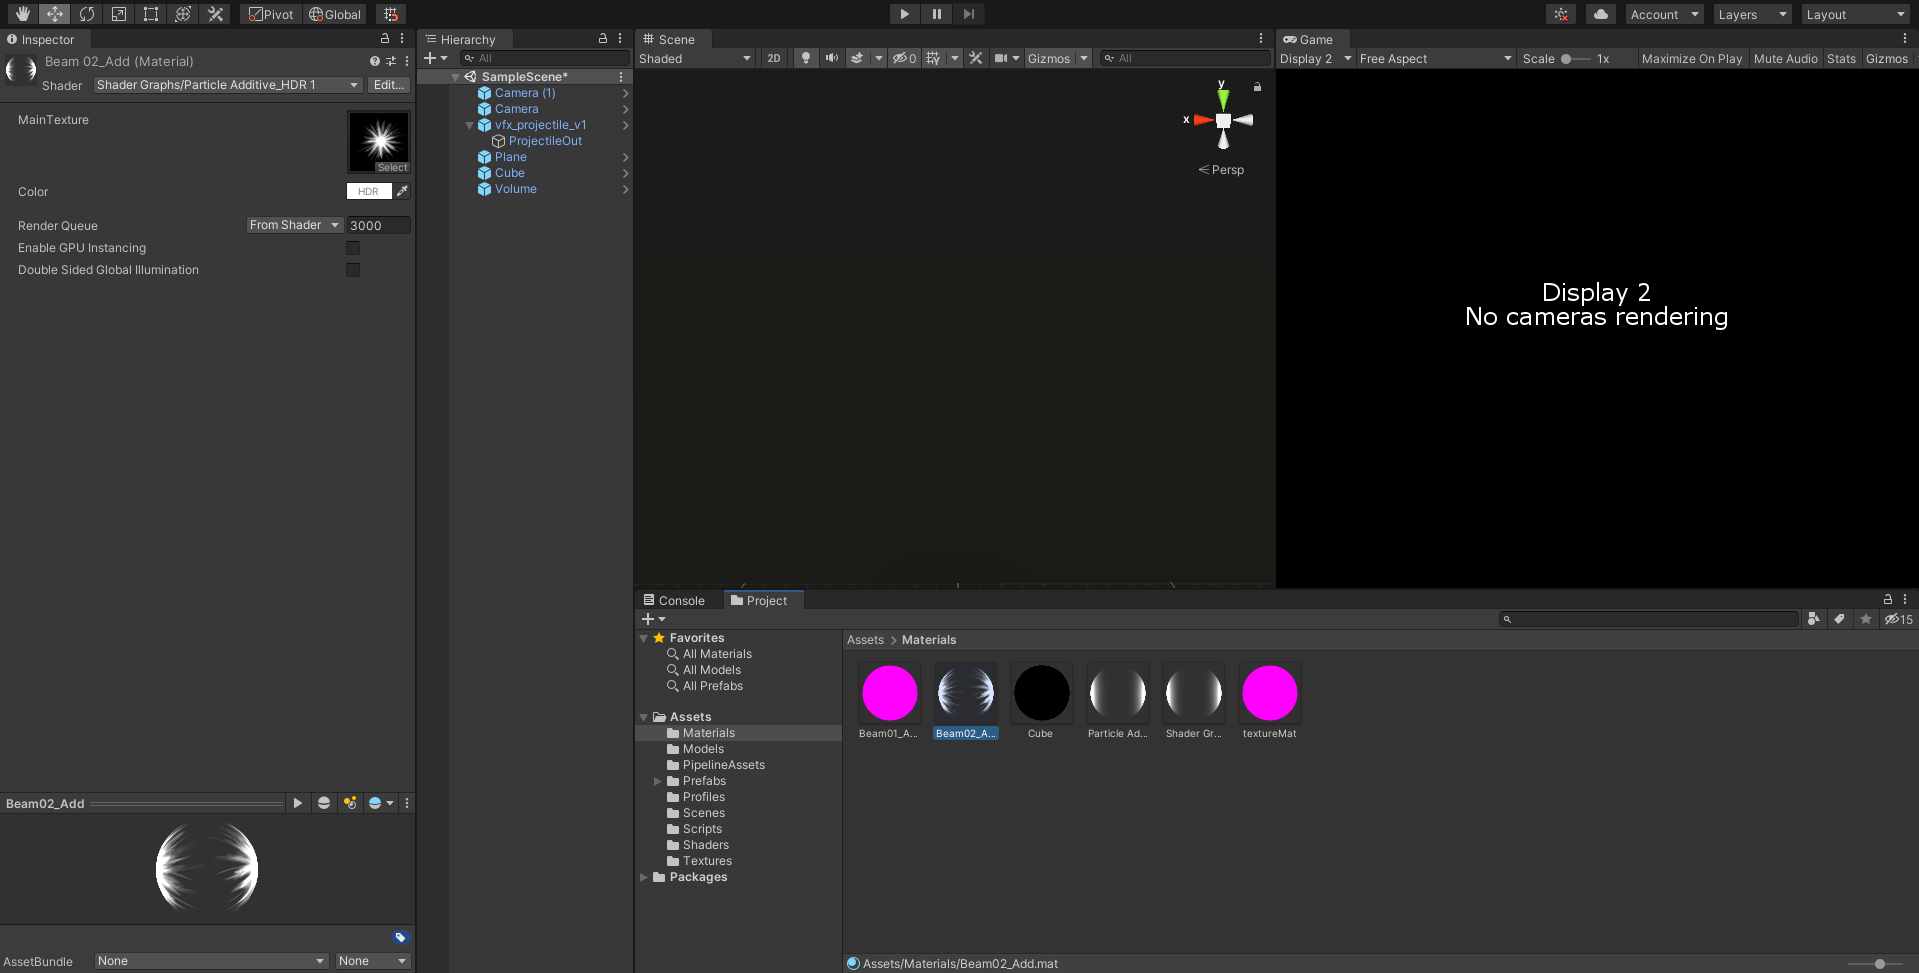 Pivot Global
Account Layers Layout
Inspector
Beam 02_Add (Material)
Shader Shader Graphs/Particle Additive_HDR 1 Edit...
MainTexture
Select
Color HDR
Render Queue From Shader 3000
Enable GPU Instancing
Double Sided Global Illumination
Beam02_Add
AssetBundle None None
Hierarchy
All
SampleScene*
Camera (1)
Camera
vfx_projectile_v1
ProjectileOut
Plane
Cube
Volume
Scene
Shaded 2D 0 Gizmos All
y
x
Persp
Game
Display 2 Free Aspect Scale 1x Maximize On Play Mute Audio Stats Gizmos
Display 2
No cameras rendering
Console Project
15
Favorites
All Materials
All Models
All Prefabs
Assets
Materials
Models
PipelineAssets
Prefabs
Profiles
Scenes
Scripts
Shaders
Textures
Packages
Assets > Materials
Beam01_A... Beam02_A... Cube Particle Ad... Shader Gr... textureMat
Assets/Materials/Beam02_Add.mat